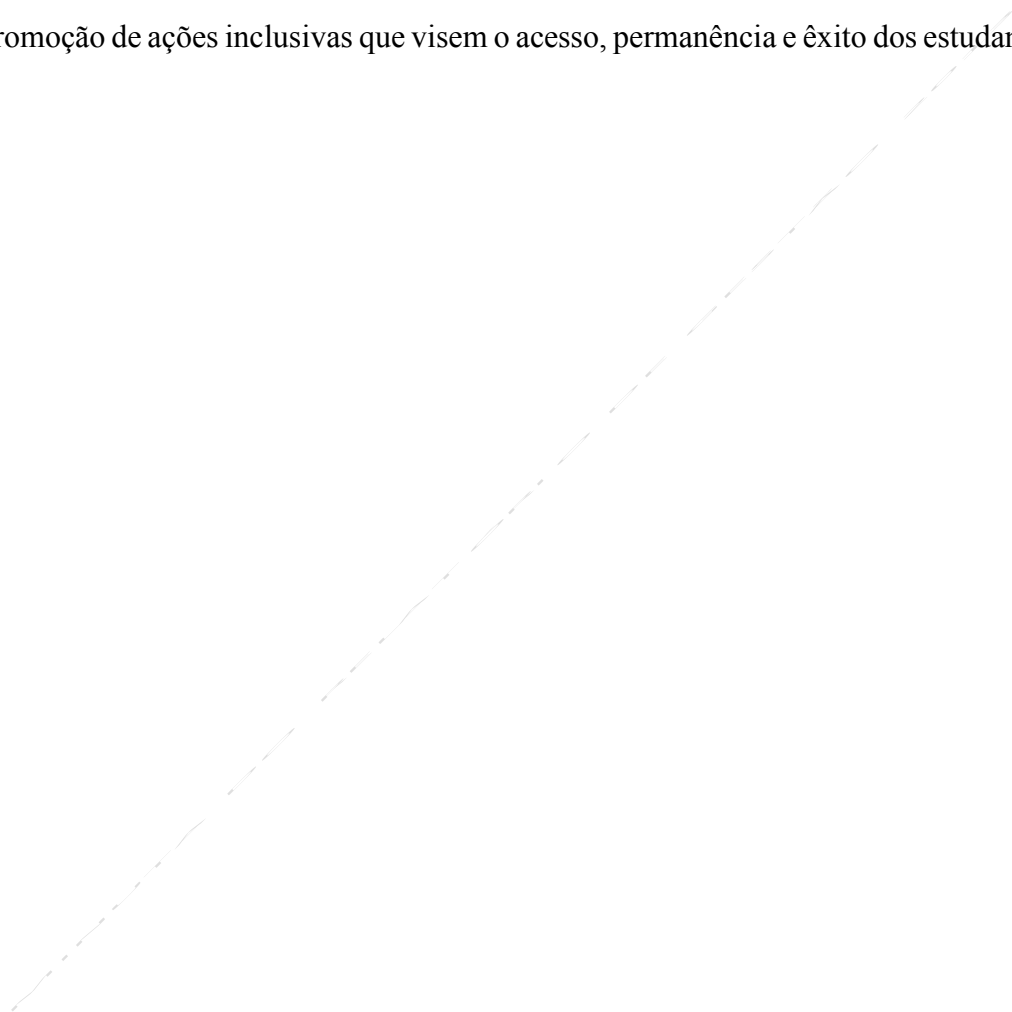 romoção de ações inclusivas que visem o acesso, permanência e êxito dos estudan